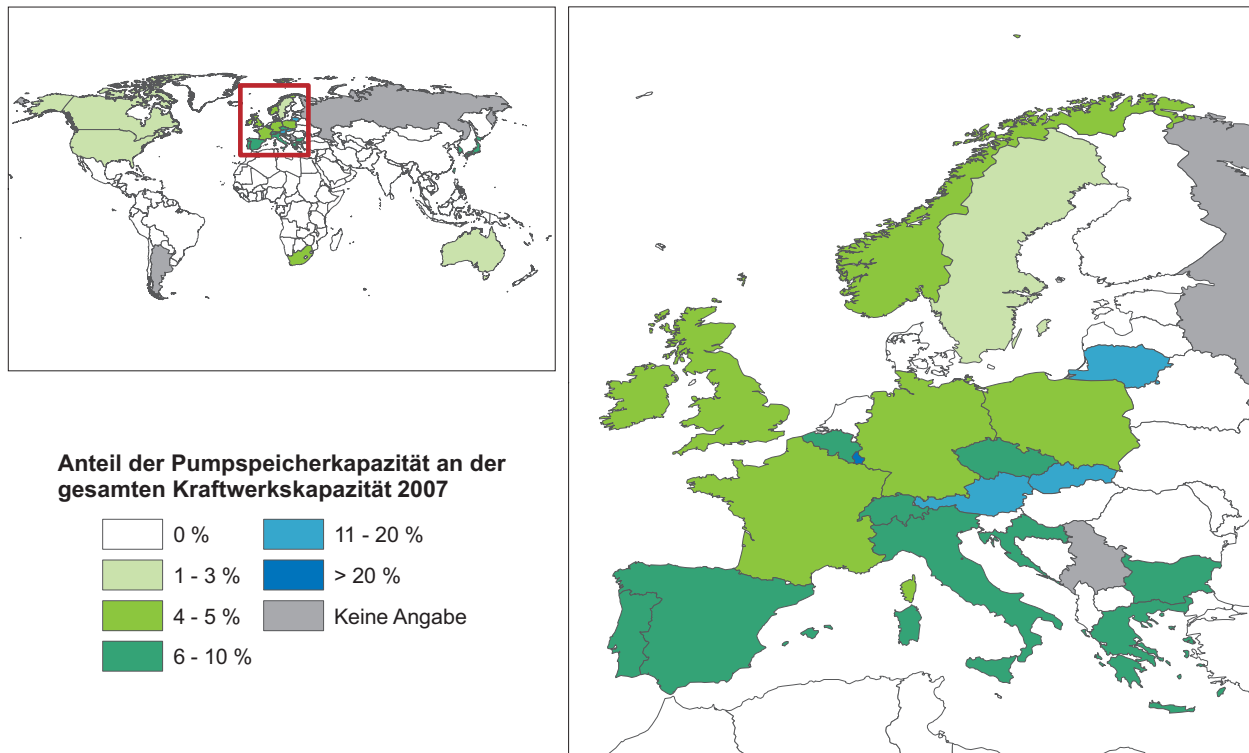 Anteil der Pumpspeicherkapazität an der
gesamten Kraftwerkskapazität 2007
0 %
1 - 3 %
4 - 5 %
6 - 10 %
11 - 20 %
> 20 %
Keine Angabe